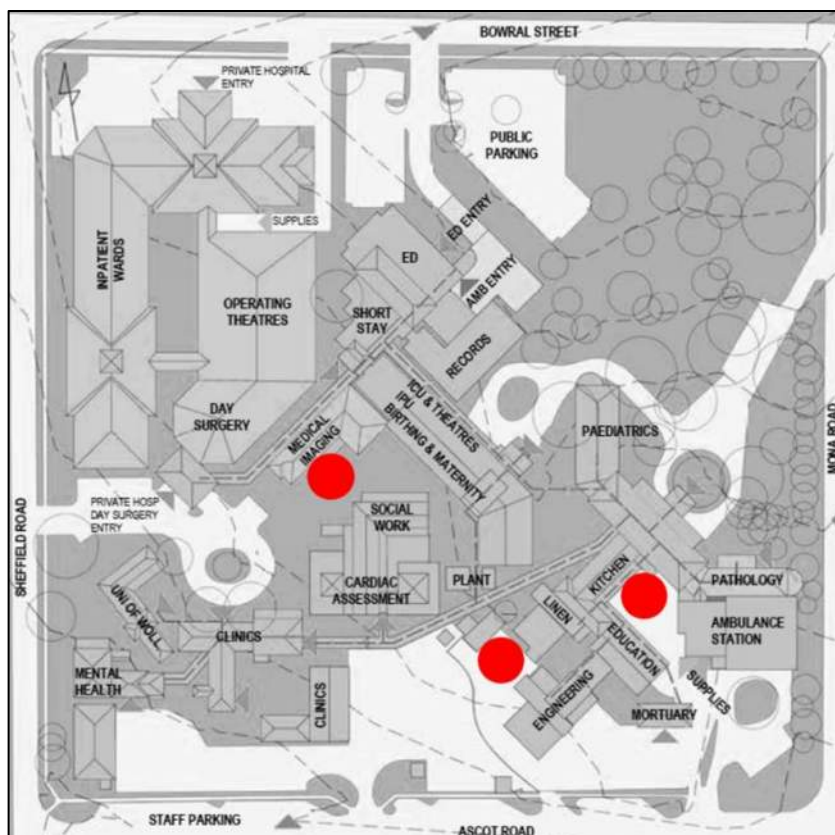 BOWRAL STREET
PRIVATE HOSPITAL
ENTRY
PUBLIC
PARKING
SUPPLIES
ED ENTRY
ED
AMB ENTRY
INPATIENT
WARDS
OPERATING
THEATRES
SHORT
STAY
RECORDS
DAY
SURGERY
MEDICAL
IMAGING
ICU & THEATRES
IPU
BIRTHING & MATERNITY
PAEDIATRICS
MONA ROAD
SHEFFIELD ROAD
PRIVATE HOSP
DAY SURGERY
ENTRY
SOCIAL
WORK
CARDIAC
ASSESSMENT
PLANT
KITCHEN
PATHOLOGY
LINEN
UNI OF WOLL
CLINICS
EDUCATION
AMBULANCE
STATION
MENTAL
HEALTH
CLINICS
ENGINEERING
SUPPLIES
MORTUARY
STAFF PARKING
ASCOT ROAD